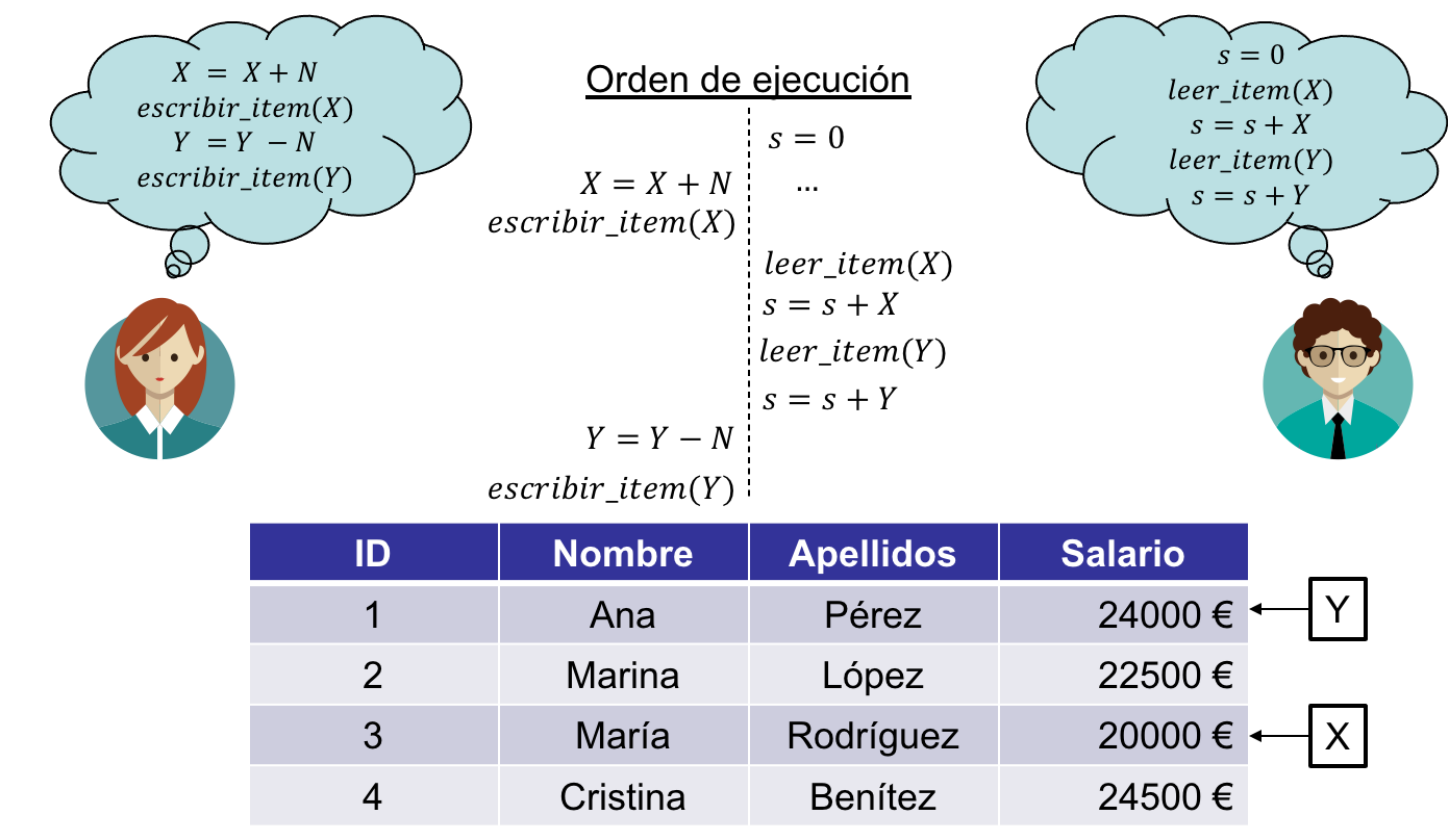 X = X + N
escribir_item(X)
Y = Y − N
escribir_item(Y)
Orden de ejecución
s = 0
X = X + N ...
escribir_item(X)
leer_item(X)
s = s + X
leer_item(Y)
s = s + Y
Y = Y − N
escribir_item(Y)
s = 0
leer_item(X)
s = s + X
leer_item(Y)
s = s + Y
ID Nombre Apellidos Salario
1 Ana Pérez 24000 € Y
2 Marina López 22500 €
3 María Rodríguez 20000 € X
4 Cristina Benítez 24500 €